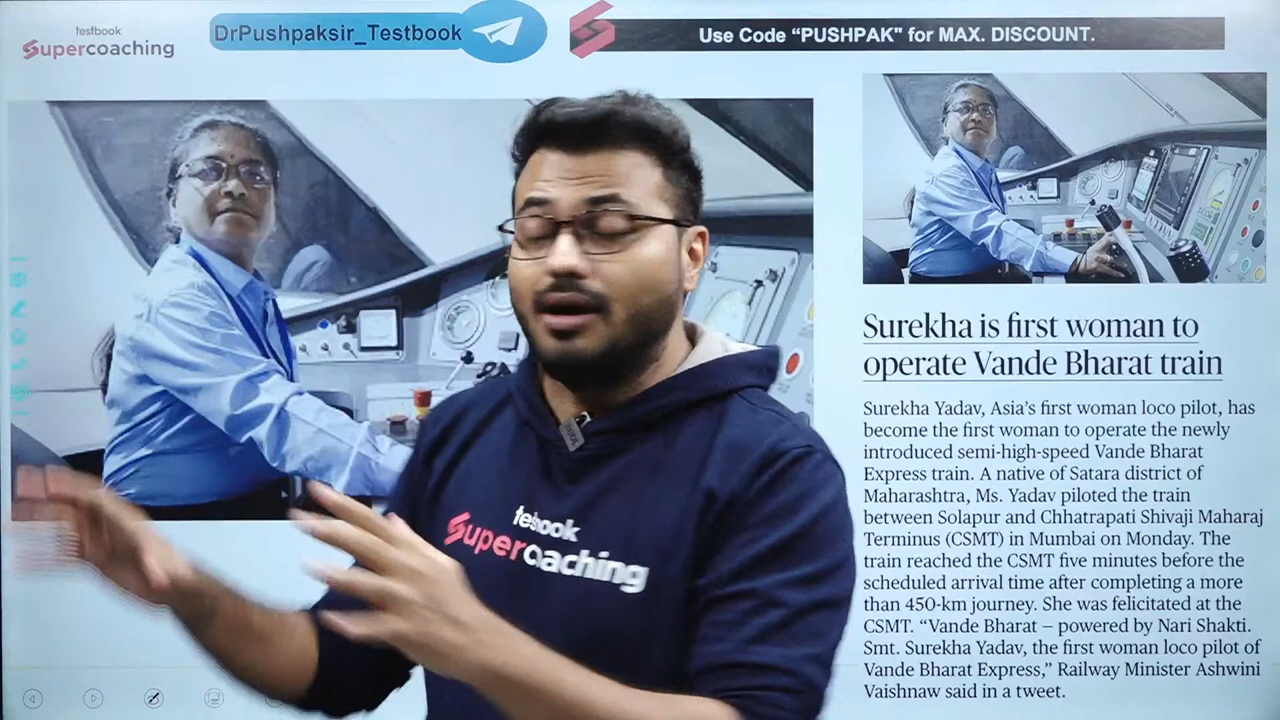 testbook
Supercoaching
DrPushpaksir_Testbook
Use Code “PUSHPAK" for MAX. DISCOUNT.
Surekha is first woman to
operate Vande Bharat train
Surekha Yadav, Asia’s first woman loco pilot, has
become the first woman to operate the newly
introduced semi-high-speed Vande Bharat
Express train. A native of Satara district of
Maharashtra, Ms. Yadav piloted the train
between Solapur and Chhatrapati Shivaji Maharaj
Terminus (CSMT) in Mumbai on Monday. The
train reached the CSMT five minutes before the
scheduled arrival time after completing a more
than 450-km journey. She was felicitated at the
CSMT. “Vande Bharat – powered by Nari Shakti.
Smt. Surekha Yadav, the first woman loco pilot of
Vande Bharat Express,” Railway Minister Ashwini
Vaishnaw said in a tweet.
testbook
Supercoaching